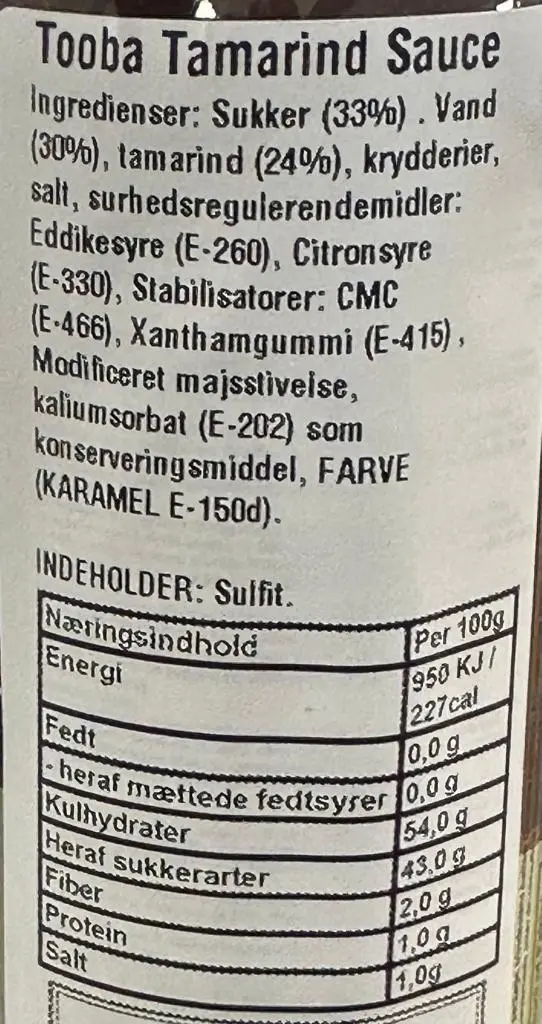 Tooba Tamarind Sauce
Ingredienser: Sukker (33%) . Vand
(30%), tamarind (24%), krydderier,
salt, surhedsregulerendemidler:
Eddikesyre (E-260), Citronsyre
(E-330), Stabilisatorer: CMC
(E-466), Xanthamgummi (E-415) ,
Modificeret majsstivelse,
kaliumsorbat (E-202) som
konserveringsmiddel, FARVE
(KARAMEL E-150d).
INDEHOLDER: Sulfit.
Næringsindhold Per 100g
Energi 950 KJ /
227cal
Fedt 0,0 g
- heraf mættede fedtsyrer 0,0 g
Kulhydrater 54,0 g
Heraf sukkerarter 43,0 g
Fiber 2,0 g
Protein 1,0 g
Salt 1,0g